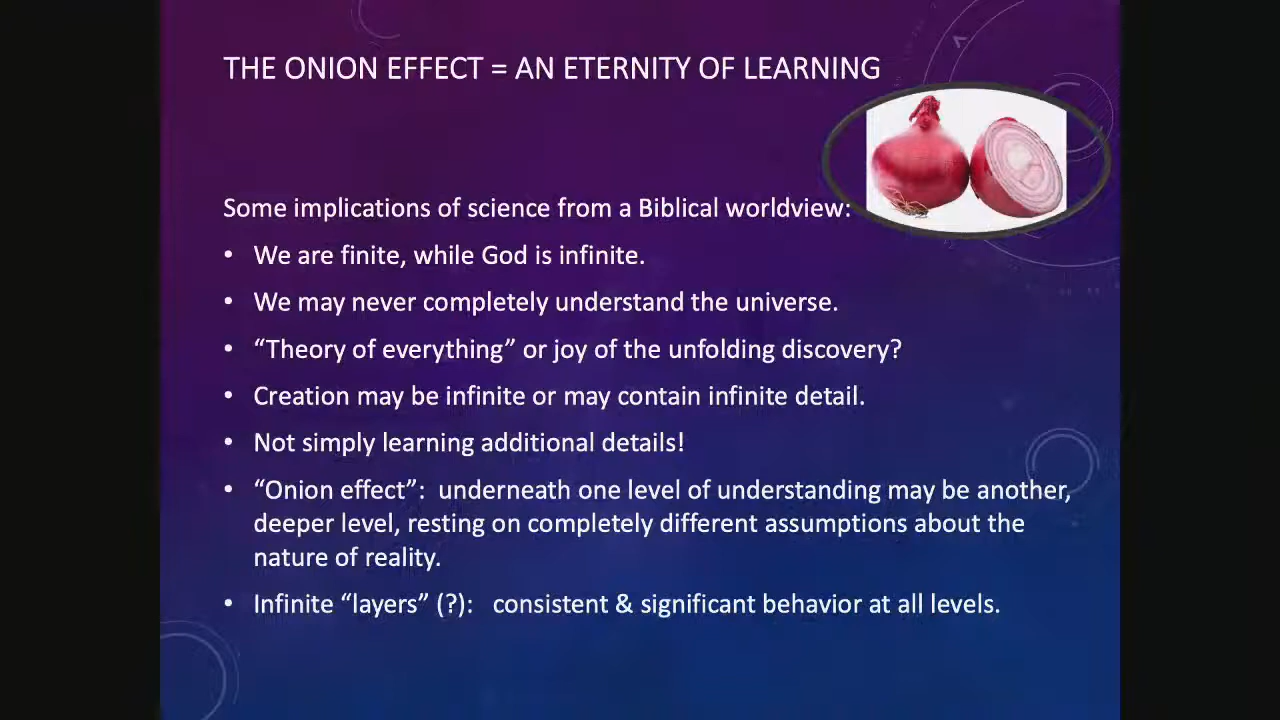 THE ONION EFFECT = AN ETERNITY OF LEARNING
Some implications of science from a Biblical worldview:
• We are finite, while God is infinite.
• We may never completely understand the universe.
• “Theory of everything” or joy of the unfolding discovery?
• Creation may be infinite or may contain infinite detail.
• Not simply learning additional details!
• “Onion effect”:  underneath one level of understanding may be another,
deeper level, resting on completely different assumptions about the
nature of reality.
• Infinite “layers” (?):   consistent & significant behavior at all levels.